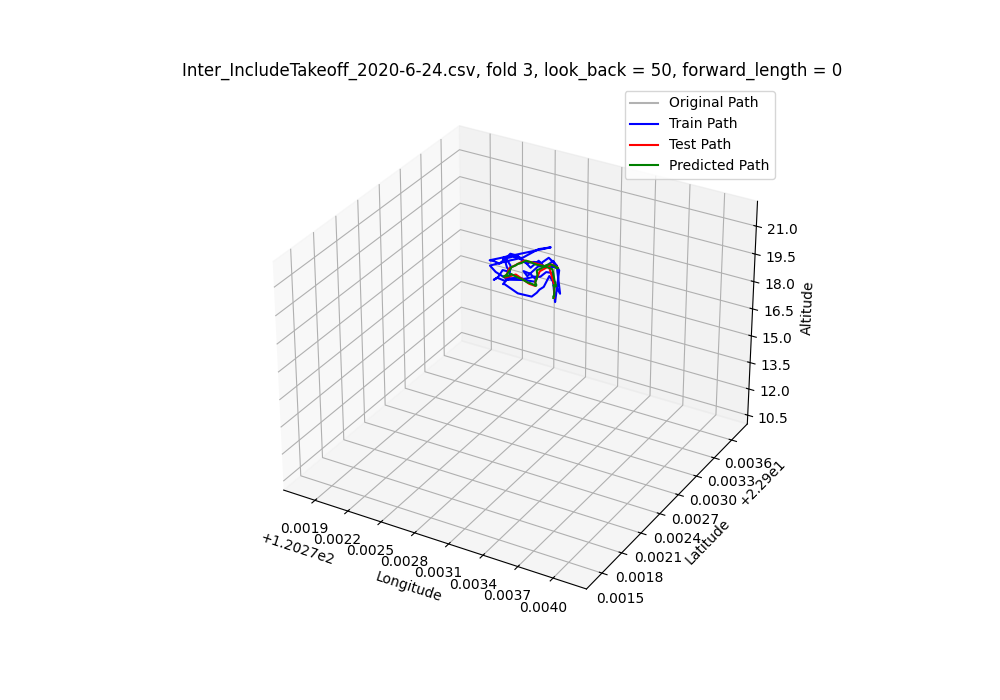 Inter_IncludeTakeoff_2020-6-24.csv, fold 3, look_back = 50, forward_length = 0
Original Path
Train Path
Test Path
Predicted Path
21.0
19.5
18.0
16.5
15.0
13.5
12.0
10.5
Altitude
0.0036
0.0033
0.0030
0.0027
0.0024
0.0021
0.0018
0.0015
+2.29e1
Latitude
0.0019
0.0022
0.0025
0.0028
0.0031
0.0034
0.0037
0.0040
+1.2027e2
Longitude